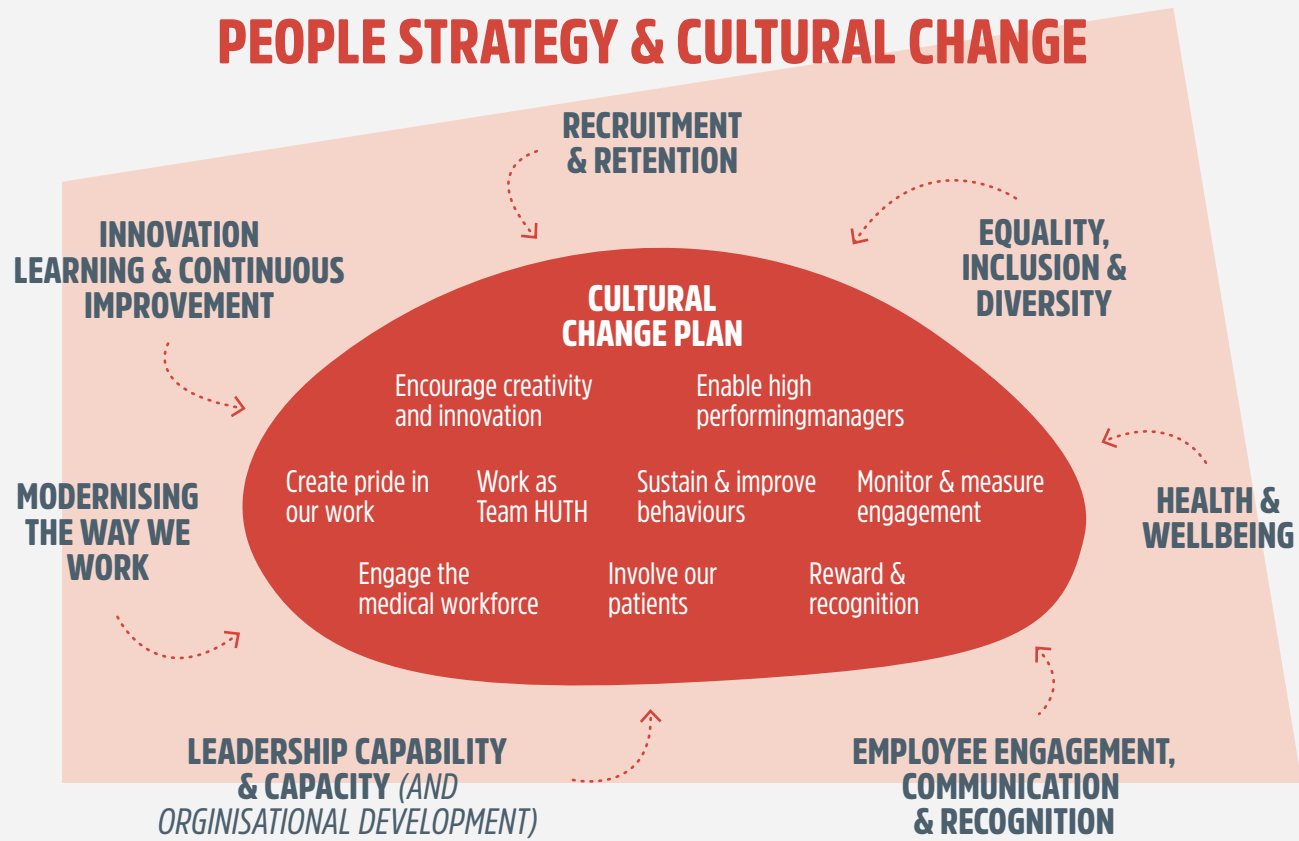 PEOPLE STRATEGY & CULTURAL CHANGE
RECRUITMENT
& RETENTION
INNOVATION
LEARNING & CONTINUOUS
IMPROVEMENT
EQUALITY,
INCLUSION &
DIVERSITY
CULTURAL
CHANGE PLAN
Encourage creativity
and innovation
Enable high
performingmanagers
Create pride in
our work
Work as
Team HUTH
Sustain & improve
behaviours
Monitor & measure
engagement
Engage the
medical workforce
Involve our
patients
Reward &
recognition
MODERNISING
THE WAY WE
WORK
HEALTH &
WELLBEING
LEADERSHIP CAPABILITY
& CAPACITY (AND
ORGINISATIONAL DEVELOPMENT)
EMPLOYEE ENGAGEMENT,
COMMUNICATION
& RECOGNITION